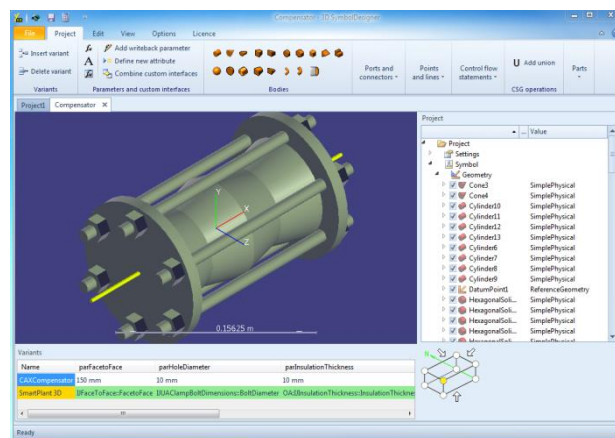 Compensator - 3D SymbolDesigner
File Project Edit View Options Licence
Insert variant
Delete variant
Variants
Add writeback parameter
Define new attribute
Combine custom interfaces
Parameters and custom interfaces
Bodies
Ports and connectors
Points and lines
Control flow statements
U Add union
CSG operations
Parts
Project1 Compensator
Project
... Value
Project
Settings
Symbol
Geometry
Cone3 SimplePhysical
Cone4 SimplePhysical
Cylinder10 SimplePhysical
Cylinder11 SimplePhysical
Cylinder12 SimplePhysical
Cylinder13 SimplePhysical
Cylinder6 SimplePhysical
Cylinder7 SimplePhysical
Cylinder8 SimplePhysical
Cylinder9 SimplePhysical
DatumPoint1 ReferenceGeometry
HexagonalSoli... SimplePhysical
HexagonalSoli... SimplePhysical
HexagonalSoli... SimplePhysical
HexagonalSoli... SimplePhysical
Y
X
Z
0.15625 m
Variants
Name parFacetoFace parHoleDiameter parInsulationThickness
CAXCompensator 150 mm 10 mm 10 mm
SmartPlant 3D IJFaceToFace::FacetoFace IJUAClampBoltDimensions::BoltDiameter OA:IJInsulationThickness::InsulationThickne
Ready